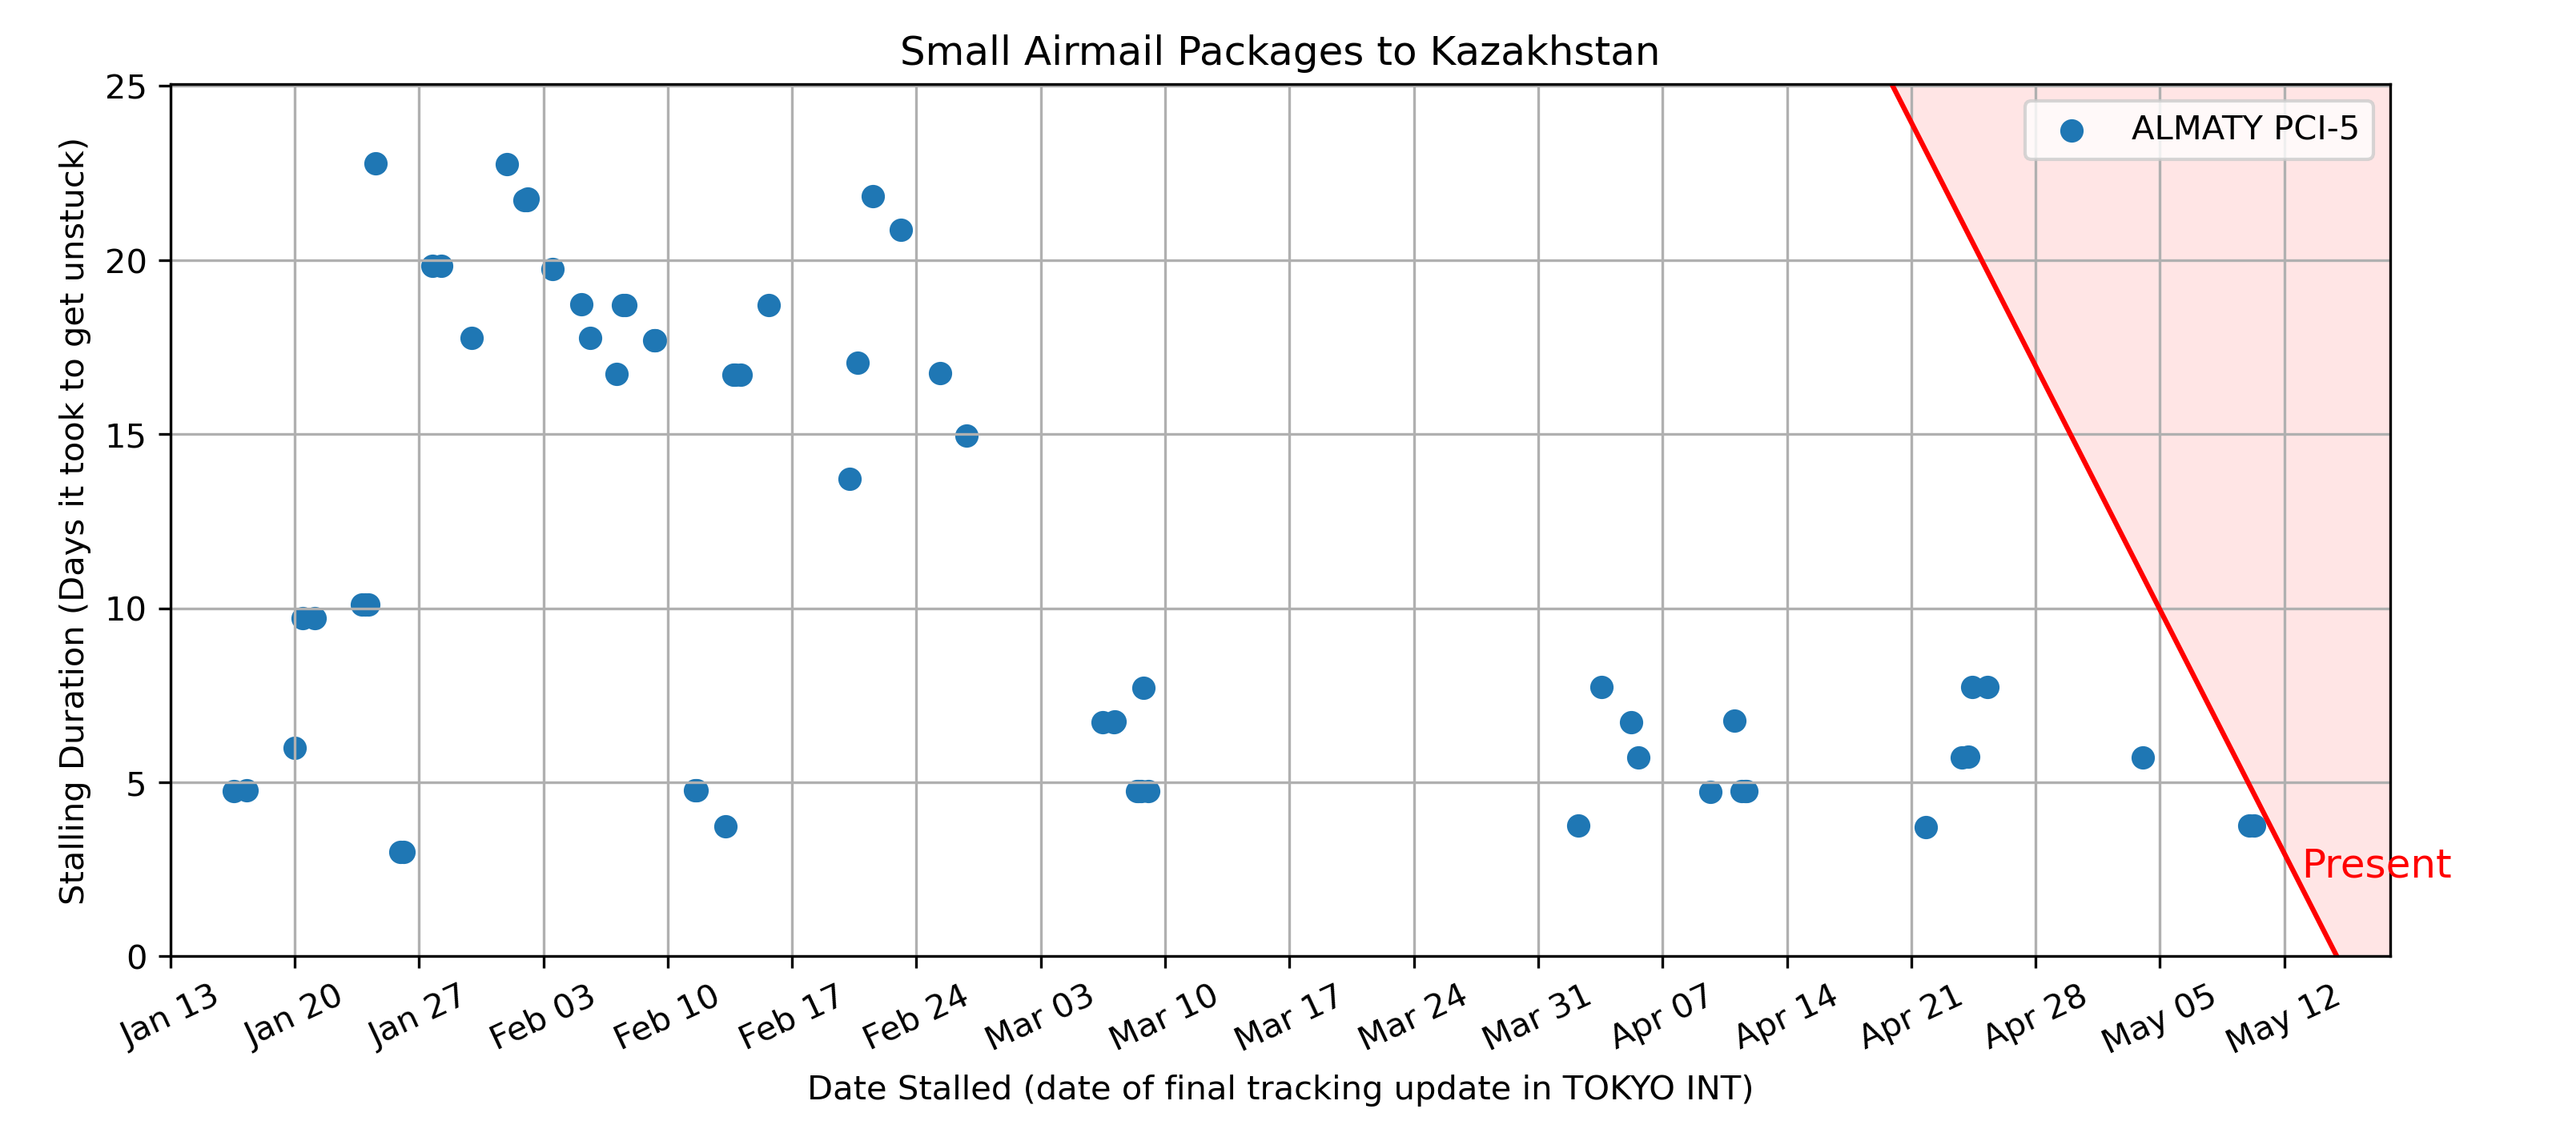 Small Airmail Packages to Kazakhstan
Stalling Duration (Days it took to get unstuck)
25
20
15
10
5
0
ALMATY PCI-5
Present
Jan 13
Jan 20
Jan 27
Feb 03
Feb 10
Feb 17
Feb 24
Mar 03
Mar 10
Mar 17
Mar 24
Mar 31
Apr 07
Apr 14
Apr 21
Apr 28
May 05
May 12
Date Stalled (date of final tracking update in TOKYO INT)